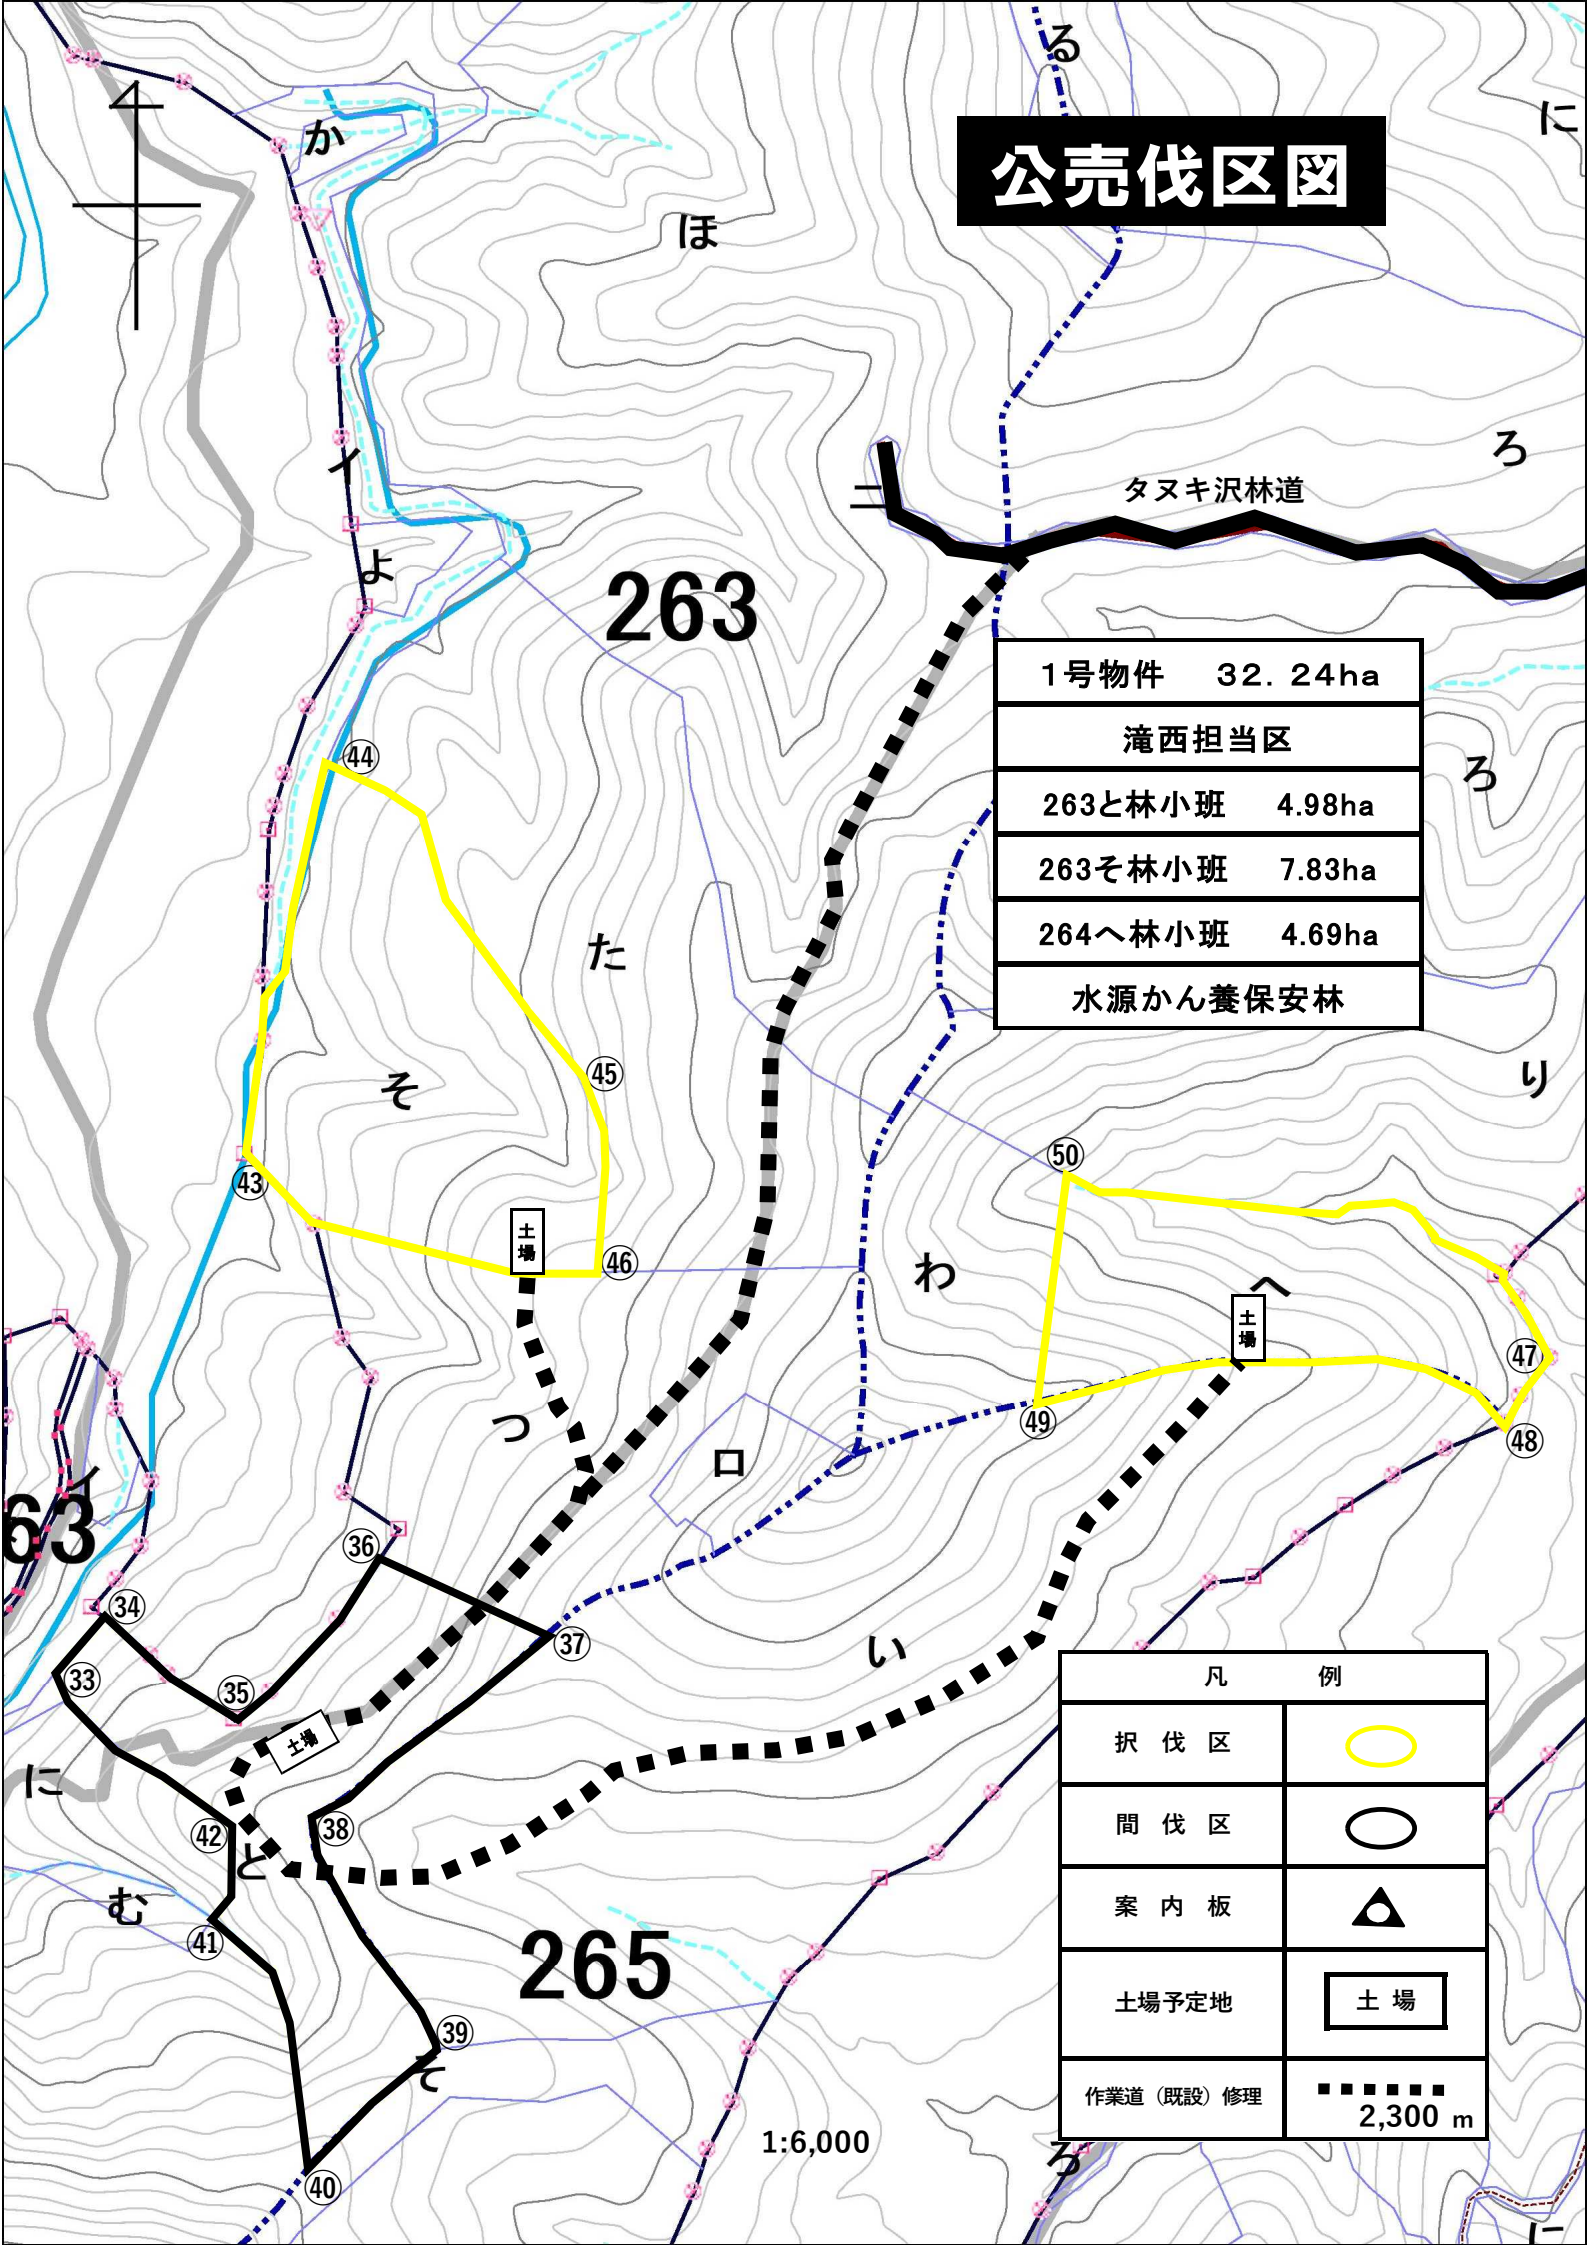 る
に
か
公売伐区図
ほ
ろ
イ
ニ
タヌキ沢林道
よ
263
1号物件 32. 24ha
滝西担当区
263と林小班 4.98ha
263そ林小班 7.83ha
264へ林小班 4.69ha
水源かん養保安林
ろ
㊹
た
そ
㊺
り
㊸
㊿
土場
㊻
わ
へ
土場
㊼
㊾
㊽
つ
ロ
イ
63
㊱
㉞
㊲
い
㉝
㉟
土場
に
㊷
㊳
と
む
㊶
265
㊴
そ
㊵
1:6,000
凡 例
択 伐 区
間 伐 区
案 内 板
土場予定地 土 場
作業道（既設）修理 2,300 m
ろ
に